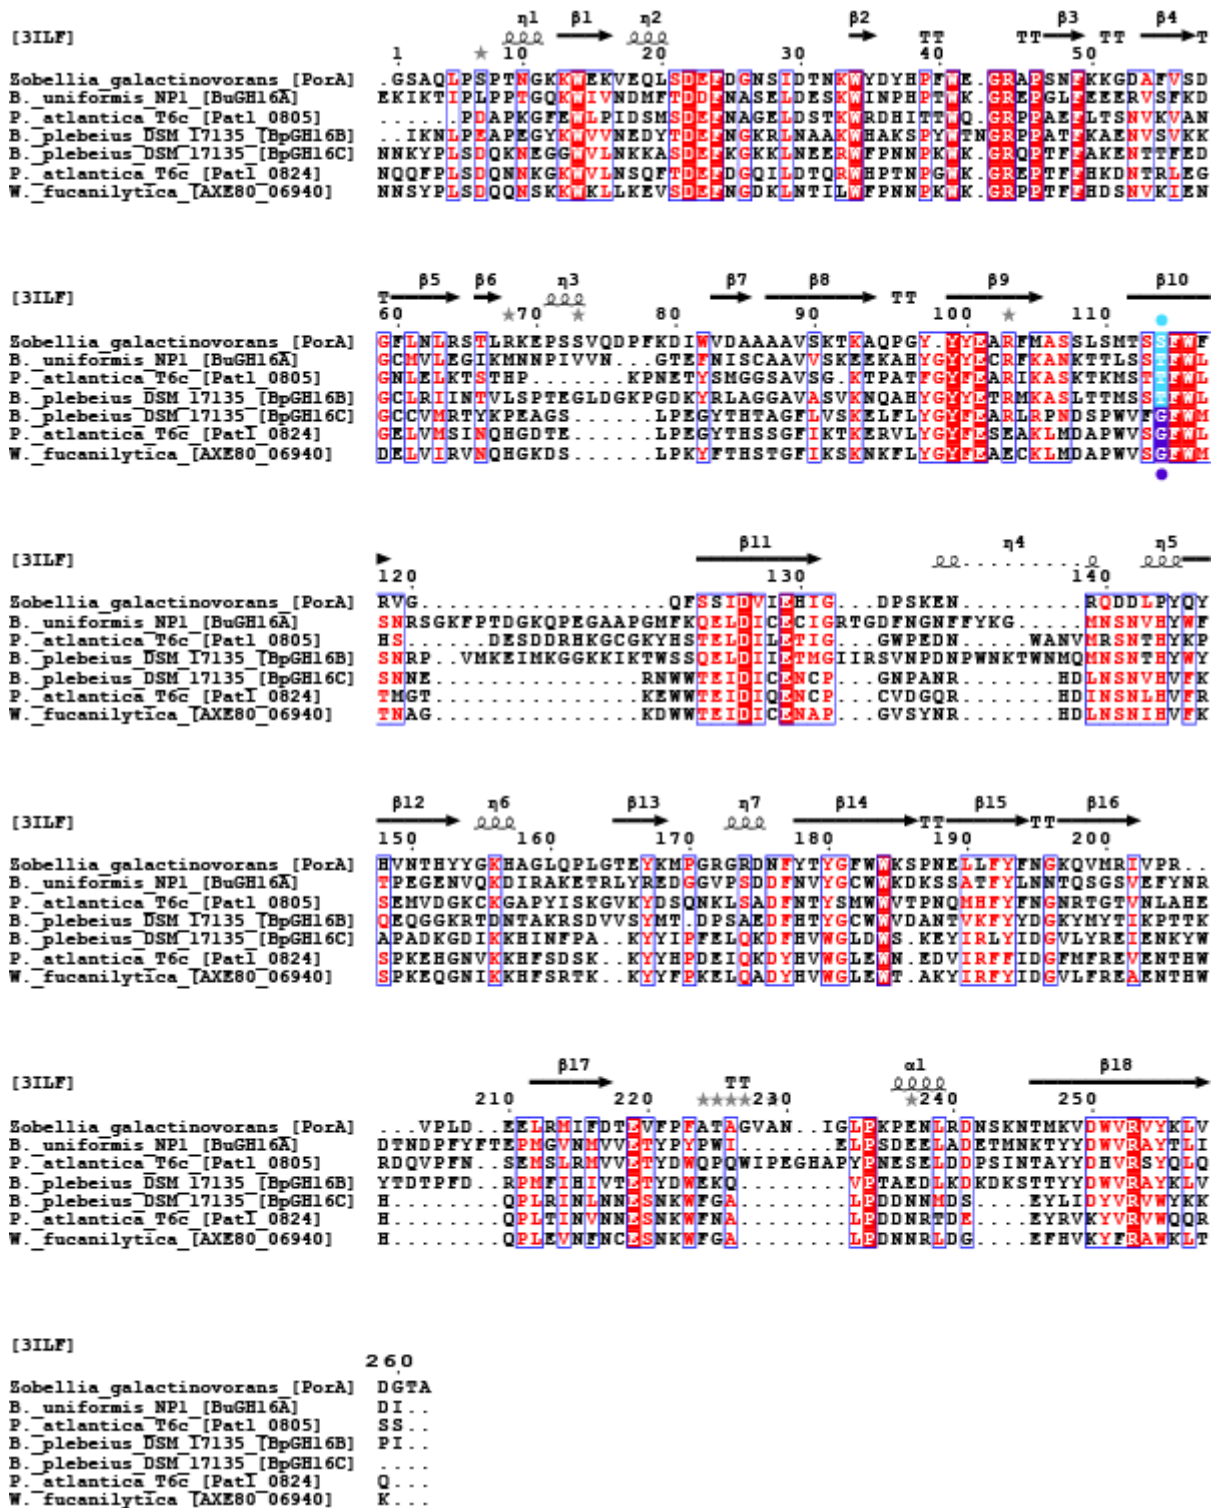 η1 β1 η2 β2 β3 β4
[3ILF] TT TT TT T
1 10 20 30 40 50
Zobellia_galactinovorans_[PorA] .GSAQLPSPTNGKKWEKVEQLSDEFDGNSIDTNKWYDYHPFWE.GRAPSNFKKGDAFVSD
B._uniformis_NP1_[BuGH16A] EKIKTIPLPPTGQKWIVNDMFTDDFNASELDESKWINPHPTWK.GREPGLFEEERVSFKD
P._atlantica_T6c_[Patl_0805] .....PDAPKGFEWLPIDSMSDEFNAGELDSTKWRDHITTWQ.GRPPAEFLTSNVKVAN
B._plebeius_DSM_17135_[BpGH16B] ..IKNLPEAPEGYKWVVNEDYTDEFNGKRLNAAKWHAKSPYWTNGRPPATFKAENVSVKK
B._plebeius_DSM_17135_[BpGH16C] NNKYPLSDQKNEGGWVLNKKASDEFKGKKLNEERWFPNNPKWK.GRQPTFFAKENTTFED
P._atlantica_T6c_[Patl_0824] NQQFPLSDQKNSKKWVLNSQFTDEFDGQILDTQRWHPTNPGWK.GRQPTFFHKDNTRLEG
W._fucanilytica_[AXE80_06940] NNSYPLSDQQNSKGKWKLLKEVSDEFNGDKLNTILWFPNNPKWK.GRPPTFFHDSNVKIEN
β5 β6 η3 β7 β8 β9 β10
[3ILF] T TT
60 70 80 90 100 110
Zobellia_galactinovorans_[PorA] GFLNLRSTLRKEPSSVQDPFKDIWVDAAAAVSKTKAQPGY.YYEARFMASSLSMTSSFWF
B._uniformis_NP1_[BuGH16A] GCMVLEGIKMNNPIVVN...GTEFNISCAAVVSKEEKAHYGYYECRFKANKTTLSTTFWL
P._atlantica_T6c_[Patl_0805] GNLELKTSTHP.......KPNETYSMGGSAVSG.KTPATFGYYECRIKASKTKMSTTFWL
B._plebeius_DSM_17135_[BpGH16B] GCLRIINTVLSPTEGLDGKPGDKYRLAGGAVASVKNQAHYGYYETRMKASLTTMSSTFWL
B._plebeius_DSM_17135_[BpGH16C] GCCVMRTYKPEAGS......LPEGYTHTAGFLVSKELFLYGYYEARLRPNDSPWVFGFWM
P._atlantica_T6c_[Patl_0824] GELVMSINQHGDTE......LPEGYTHSSGFIKTKERVLYGYFESEAKLMDAPWVSGFWL
W._fucanilytica_[AXE80_06940] DELVIRVNQHGKDS......LPKYFTHSTGFIKSKNKFLYGYFEAECKLMDAPWVSGFWM
β11 η4 η5
[3ILF]
120 130 140
Zobellia_galactinovorans_[PorA] RVG..................QFSSIDVIEHIG...DPSKEN.........RQDDLPYQY
B._uniformis_NP1_[BuGH16A] SNRSGKFPTDGKQPEGAAPGMFKQELDICECIGRTGDFNGNFFYKG.....MNSNVHYWF
P._atlantica_T6c_[Patl_0805] HS.......DESDDRHKGCGKYHSTELDILETIG...GWPEDN.....WANVMRSNTHYKP
B._plebeius_DSM_17135_[BpGH16B] SNRP..VMKEIMKGGKKIKTWSSQELDIIETMGIIRSVNPDNPWNKTWNMQMNSNTHYWY
B._plebeius_DSM_17135_[BpGH16C] SNNE................RNWWTEIDICENCP...GNPANR........HDLNSNVHVFK
P._atlantica_T6c_[Patl_0824] TMGT................KEWWTEIDIQENCP...CVDGQR........HDINSNLHVFR
W._fucanilytica_[AXE80_06940] TNAG................KDWWTEIDICENAP...GVSYNR........HDLNSNIHVFK
β12 η6 β13 η7 β14 β15 β16
[3ILF] TT TT
150 160 170 180 190 200
Zobellia_galactinovorans_[PorA] HVNTHYYGKHAGLQPLGTEYKMPGRGRDNFYTYGFWWKSPNELLFYFNGKQVMRIVPR..
B._uniformis_NP1_[BuGH16A] TPEGENVQKDIRAKETRLYREDGGVPSDDFNVYGCWWKDKSSATFYLNNTQSGSVEFYNR
P._atlantica_T6c_[Patl_0805] SEMVDGKCKGAPYISKGVKYDSQNKLSADFNTYSMWWVTPNQMHFYFNGNRTGTVNLAHE
B._plebeius_DSM_17135_[BpGH16B] QEQGGKRTDNTAKRSDVVSYMT.DPSAEDFHTYGCWWVDANTVKFYYDGKYMYTIKPTTK
B._plebeius_DSM_17135_[BpGH16C] APADKGDIKKHINFPA..KYYIPFELQKDFHVWGLDWS.KEYIRLYIDGVLYREIENKYW
P._atlantica_T6c_[Patl_0824] SPKEHGNVKKHFSDSK..KYYHPDEIQKDYHVWGLEWN.EDVIRFFIDGFMFREVENTHW
W._fucanilytica_[AXE80_06940] SPKEQGNIKKHFSRTK..KYYFPKELQADYHVWGLEWT.AKYIRFYIDGVLFREAENTHW
β17 α1 β18
[3ILF] TT
210 220 230 240 250
Zobellia_galactinovorans_[PorA] ...VPLD..EELRMIFDTEVFPFATAGVAN..IGLPKPENLRDNSKNTMKVDWVRVYKLV
B._uniformis_NP1_[BuGH16A] DTNDPFYFTEPMGVNMVVETYPYPWI.......ELPSDEELADETMNKTYYDWVRAYTLI
P._atlantica_T6c_[Patl_0805] RDQVPFN..SEMSLRMVVETYDWQPQWIPEGHAPYPNESELDDPSINTAYYDHVRSYQLQ
B._plebeius_DSM_17135_[BpGH16B] YTDTPFD..RPMFIHIVTETYDWEKQ.......VPTAEDLKDKDKSTTYYDWVRAYKLV
B._plebeius_DSM_17135_[BpGH16C] H........QPLRINLNNESNKWFGA.......LPDDNNMDS....EYLIDYVRVWYKK
P._atlantica_T6c_[Patl_0824] H........QPLTINVNNESNKWFNA.......LPDDNRTDE....EYRVKYVRVWQQR
W._fucanilytica_[AXE80_06940] H........QPLEVNFNCESNKWFGA.......LPDNNRLDG....EFHVKYFRAWKLT
[3ILF]
260
Zobellia_galactinovorans_[PorA] DGTA
B._uniformis_NP1_[BuGH16A] DI..
P._atlantica_T6c_[Patl_0805] SS..
B._plebeius_DSM_17135_[BpGH16B] PI..
B._plebeius_DSM_17135_[BpGH16C] ....
P._atlantica_T6c_[Patl_0824] Q...
W._fucanilytica_[AXE80_06940] K...